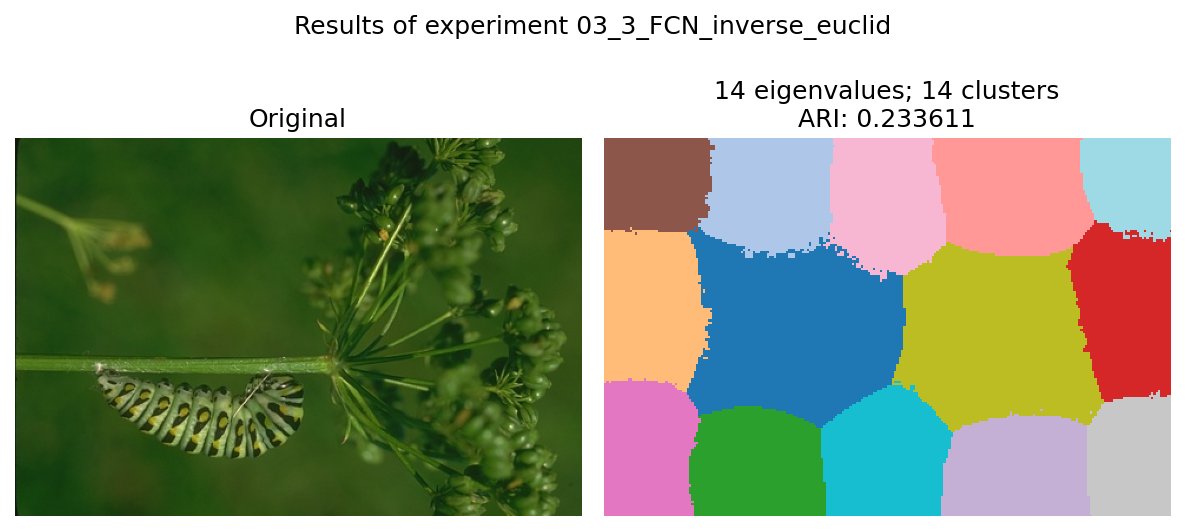 Results of experiment 03_3_FCN_inverse_euclid
Original
14 eigenvalues; 14 clusters
ARI: 0.233611